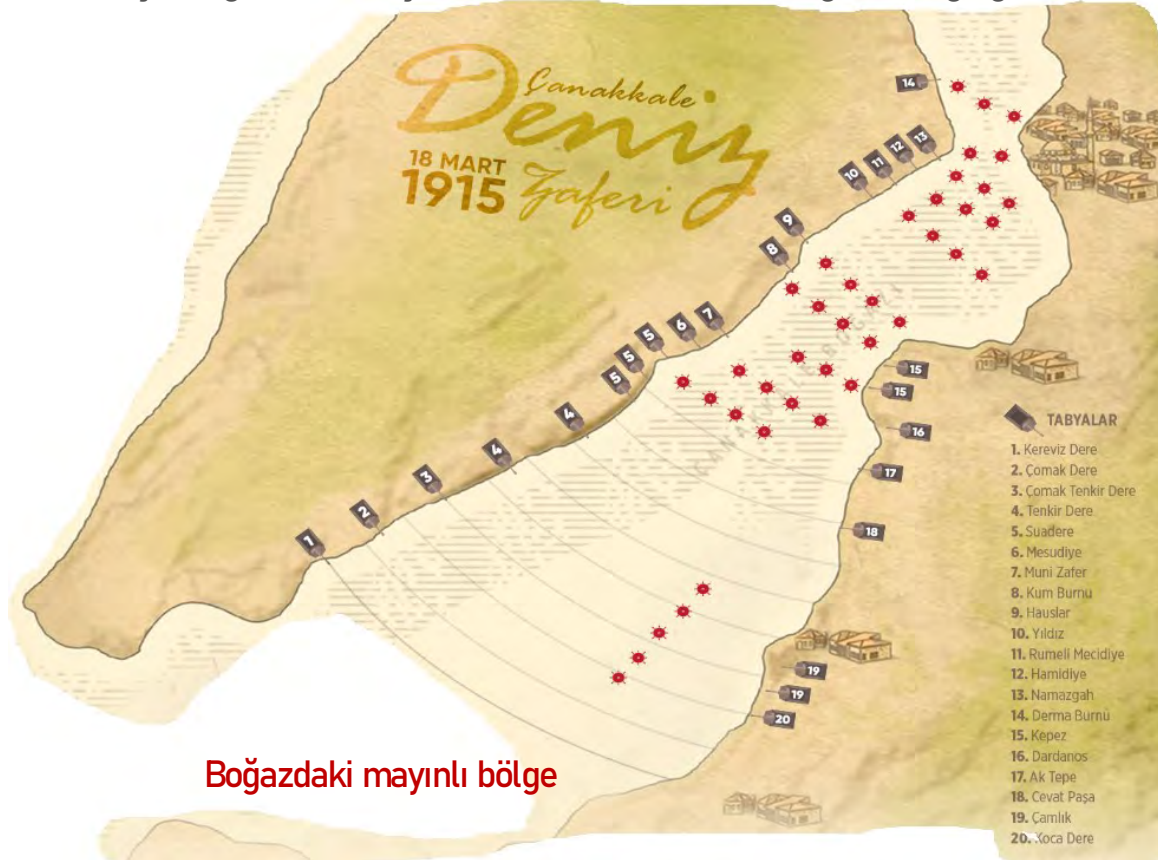 Çanakkale
Deniz
18 MART
1915 Zaferi
14
13
12
11
10
9
8
7
6
5
5
5
4
4
3
2
1
15
15
16
17
18
19
19
20
ÇANAKKALE BOĞAZI
Boğazdaki mayınlı bölge
TABYALAR
1. Kereviz Dere
2. Çomak Dere
3. Çomak Tenkir Dere
4. Tenkir Dere
5. Suadere
6. Mesudiye
7. Muni Zafer
8. Kum Burnu
9. Hauslar
10. Yıldız
11. Rumeli Mecidiye
12. Hamidiye
13. Namazgah
14. Derma Burnu
15. Kepez
16. Dardanos
17. Ak Tepe
18. Cevat Paşa
19. Çamlık
20. Koca Dere